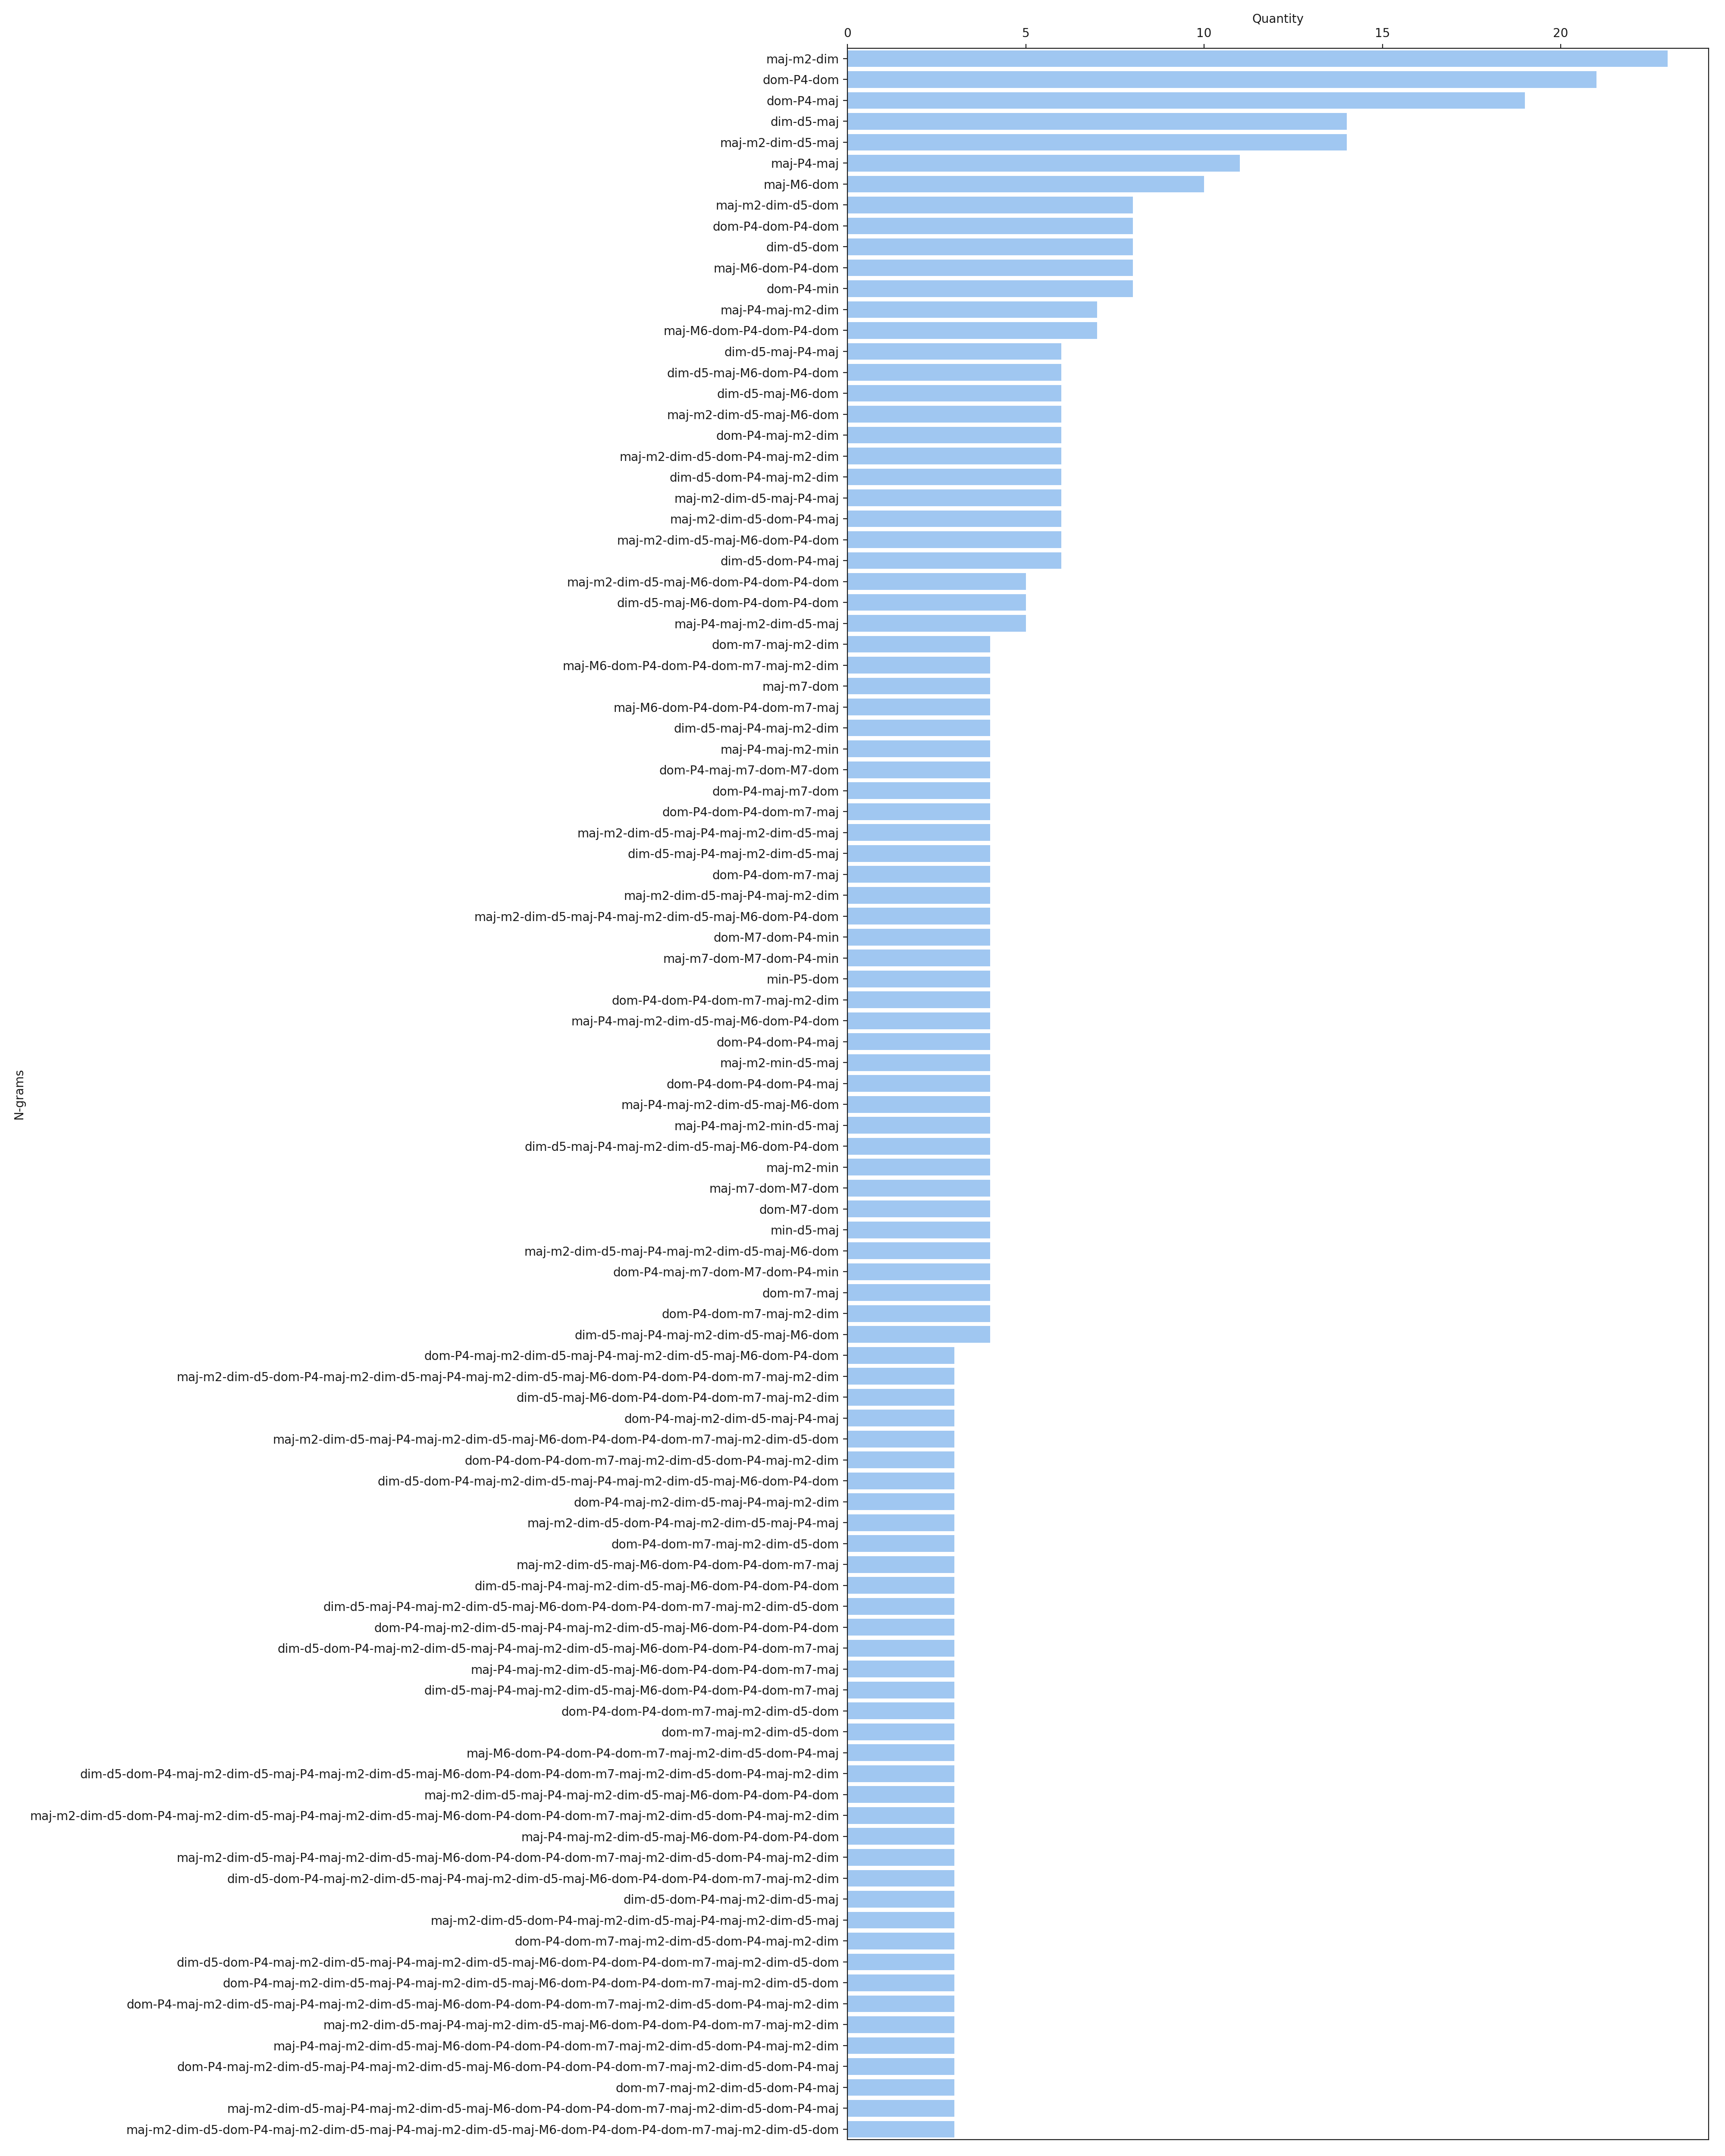 Quantity
0 5 10 15 20
maj-m2-dim
dom-P4-dom
dom-P4-maj
dim-d5-maj
maj-m2-dim-d5-maj
maj-P4-maj
maj-M6-dom
maj-m2-dim-d5-dom
dom-P4-dom-P4-dom
dim-d5-dom
maj-M6-dom-P4-dom
dom-P4-min
maj-P4-maj-m2-dim
maj-M6-dom-P4-dom-P4-dom
dim-d5-maj-P4-maj
dim-d5-maj-M6-dom-P4-dom
dim-d5-maj-M6-dom
maj-m2-dim-d5-maj-M6-dom
dom-P4-maj-m2-dim
maj-m2-dim-d5-dom-P4-maj-m2-dim
dim-d5-dom-P4-maj-m2-dim
maj-m2-dim-d5-maj-P4-maj
maj-m2-dim-d5-dom-P4-maj
maj-m2-dim-d5-maj-M6-dom-P4-dom
dim-d5-dom-P4-maj
maj-m2-dim-d5-maj-M6-dom-P4-dom-P4-dom
dim-d5-maj-M6-dom-P4-dom-P4-dom
maj-P4-maj-m2-dim-d5-maj
dom-m7-maj-m2-dim
maj-M6-dom-P4-dom-P4-dom-m7-maj-m2-dim
maj-m7-dom
maj-M6-dom-P4-dom-P4-dom-m7-maj
dim-d5-maj-P4-maj-m2-dim
maj-P4-maj-m2-min
dom-P4-maj-m7-dom-M7-dom
dom-P4-maj-m7-dom
dom-P4-dom-P4-dom-m7-maj
maj-m2-dim-d5-maj-P4-maj-m2-dim-d5-maj
dim-d5-maj-P4-maj-m2-dim-d5-maj
dom-P4-dom-m7-maj
maj-m2-dim-d5-maj-P4-maj-m2-dim
maj-m2-dim-d5-maj-P4-maj-m2-dim-d5-maj-M6-dom-P4-dom
dom-M7-dom-P4-min
maj-m7-dom-M7-dom-P4-min
min-P5-dom
dom-P4-dom-P4-dom-m7-maj-m2-dim
maj-P4-maj-m2-dim-d5-maj-M6-dom-P4-dom
dom-P4-dom-P4-maj
maj-m2-min-d5-maj
dom-P4-dom-P4-dom-P4-maj
maj-P4-maj-m2-dim-d5-maj-M6-dom
maj-P4-maj-m2-min-d5-maj
dim-d5-maj-P4-maj-m2-dim-d5-maj-M6-dom-P4-dom
maj-m2-min
maj-m7-dom-M7-dom
dom-M7-dom
min-d5-maj
maj-m2-dim-d5-maj-P4-maj-m2-dim-d5-maj-M6-dom
dom-P4-maj-m7-dom-M7-dom-P4-min
dom-m7-maj
dom-P4-dom-m7-maj-m2-dim
dim-d5-maj-P4-maj-m2-dim-d5-maj-M6-dom
dom-P4-maj-m2-dim-d5-maj-P4-maj-m2-dim-d5-maj-M6-dom-P4-dom
maj-m2-dim-d5-dom-P4-maj-m2-dim-d5-maj-P4-maj-m2-dim-d5-maj-M6-dom-P4-dom-P4-dom-m7-maj-m2-dim
dim-d5-maj-M6-dom-P4-dom-P4-dom-m7-maj-m2-dim
dom-P4-maj-m2-dim-d5-maj-P4-maj
maj-m2-dim-d5-maj-P4-maj-m2-dim-d5-maj-M6-dom-P4-dom-P4-dom-m7-maj-m2-dim-d5-dom
dom-P4-dom-P4-dom-m7-maj-m2-dim-d5-dom-P4-maj-m2-dim
dim-d5-dom-P4-maj-m2-dim-d5-maj-P4-maj-m2-dim-d5-maj-M6-dom-P4-dom
dom-P4-maj-m2-dim-d5-maj-P4-maj-m2-dim
maj-m2-dim-d5-dom-P4-maj-m2-dim-d5-maj-P4-maj
dom-P4-dom-m7-maj-m2-dim-d5-dom
maj-m2-dim-d5-maj-M6-dom-P4-dom-P4-dom-m7-maj
dim-d5-maj-P4-maj-m2-dim-d5-maj-M6-dom-P4-dom-P4-dom
dim-d5-maj-P4-maj-m2-dim-d5-maj-M6-dom-P4-dom-P4-dom-m7-maj-m2-dim-d5-dom
dom-P4-maj-m2-dim-d5-maj-P4-maj-m2-dim-d5-maj-M6-dom-P4-dom-P4-dom
dim-d5-dom-P4-maj-m2-dim-d5-maj-P4-maj-m2-dim-d5-maj-M6-dom-P4-dom-P4-dom-m7-maj
maj-P4-maj-m2-dim-d5-maj-M6-dom-P4-dom-P4-dom-m7-maj
dim-d5-maj-P4-maj-m2-dim-d5-maj-M6-dom-P4-dom-P4-dom-m7-maj
dom-P4-dom-P4-dom-m7-maj-m2-dim-d5-dom
dom-m7-maj-m2-dim-d5-dom
maj-M6-dom-P4-dom-P4-dom-m7-maj-m2-dim-d5-dom-P4-maj
dim-d5-dom-P4-maj-m2-dim-d5-maj-P4-maj-m2-dim-d5-maj-M6-dom-P4-dom-P4-dom-m7-maj-m2-dim-d5-dom-P4-maj-m2-dim
maj-m2-dim-d5-maj-P4-maj-m2-dim-d5-maj-M6-dom-P4-dom-P4-dom
maj-m2-dim-d5-dom-P4-maj-m2-dim-d5-maj-P4-maj-m2-dim-d5-maj-M6-dom-P4-dom-P4-dom-m7-maj-m2-dim-d5-dom-P4-maj-m2-dim
maj-P4-maj-m2-dim-d5-maj-M6-dom-P4-dom-P4-dom
maj-m2-dim-d5-maj-P4-maj-m2-dim-d5-maj-M6-dom-P4-dom-P4-dom-m7-maj-m2-dim-d5-dom-P4-maj-m2-dim
dim-d5-dom-P4-maj-m2-dim-d5-maj-P4-maj-m2-dim-d5-maj-M6-dom-P4-dom-P4-dom-m7-maj-m2-dim
dim-d5-dom-P4-maj-m2-dim-d5-maj
maj-m2-dim-d5-dom-P4-maj-m2-dim-d5-maj-P4-maj-m2-dim-d5-maj
dom-P4-dom-m7-maj-m2-dim-d5-dom-P4-maj-m2-dim
dim-d5-dom-P4-maj-m2-dim-d5-maj-P4-maj-m2-dim-d5-maj-M6-dom-P4-dom-P4-dom-m7-maj-m2-dim-d5-dom
dom-P4-maj-m2-dim-d5-maj-P4-maj-m2-dim-d5-maj-M6-dom-P4-dom-P4-dom-m7-maj-m2-dim-d5-dom
dom-P4-maj-m2-dim-d5-maj-P4-maj-m2-dim-d5-maj-M6-dom-P4-dom-P4-dom-m7-maj-m2-dim-d5-dom-P4-maj-m2-dim
maj-m2-dim-d5-maj-P4-maj-m2-dim-d5-maj-M6-dom-P4-dom-P4-dom-m7-maj-m2-dim
maj-P4-maj-m2-dim-d5-maj-M6-dom-P4-dom-P4-dom-m7-maj-m2-dim-d5-dom-P4-maj-m2-dim
dom-P4-maj-m2-dim-d5-maj-P4-maj-m2-dim-d5-maj-M6-dom-P4-dom-P4-dom-m7-maj-m2-dim-d5-dom-P4-maj
dom-m7-maj-m2-dim-d5-dom-P4-maj
maj-m2-dim-d5-maj-P4-maj-m2-dim-d5-maj-M6-dom-P4-dom-P4-dom-m7-maj-m2-dim-d5-dom-P4-maj
maj-m2-dim-d5-dom-P4-maj-m2-dim-d5-maj-P4-maj-m2-dim-d5-maj-M6-dom-P4-dom-P4-dom-m7-maj-m2-dim-d5-dom
N-grams